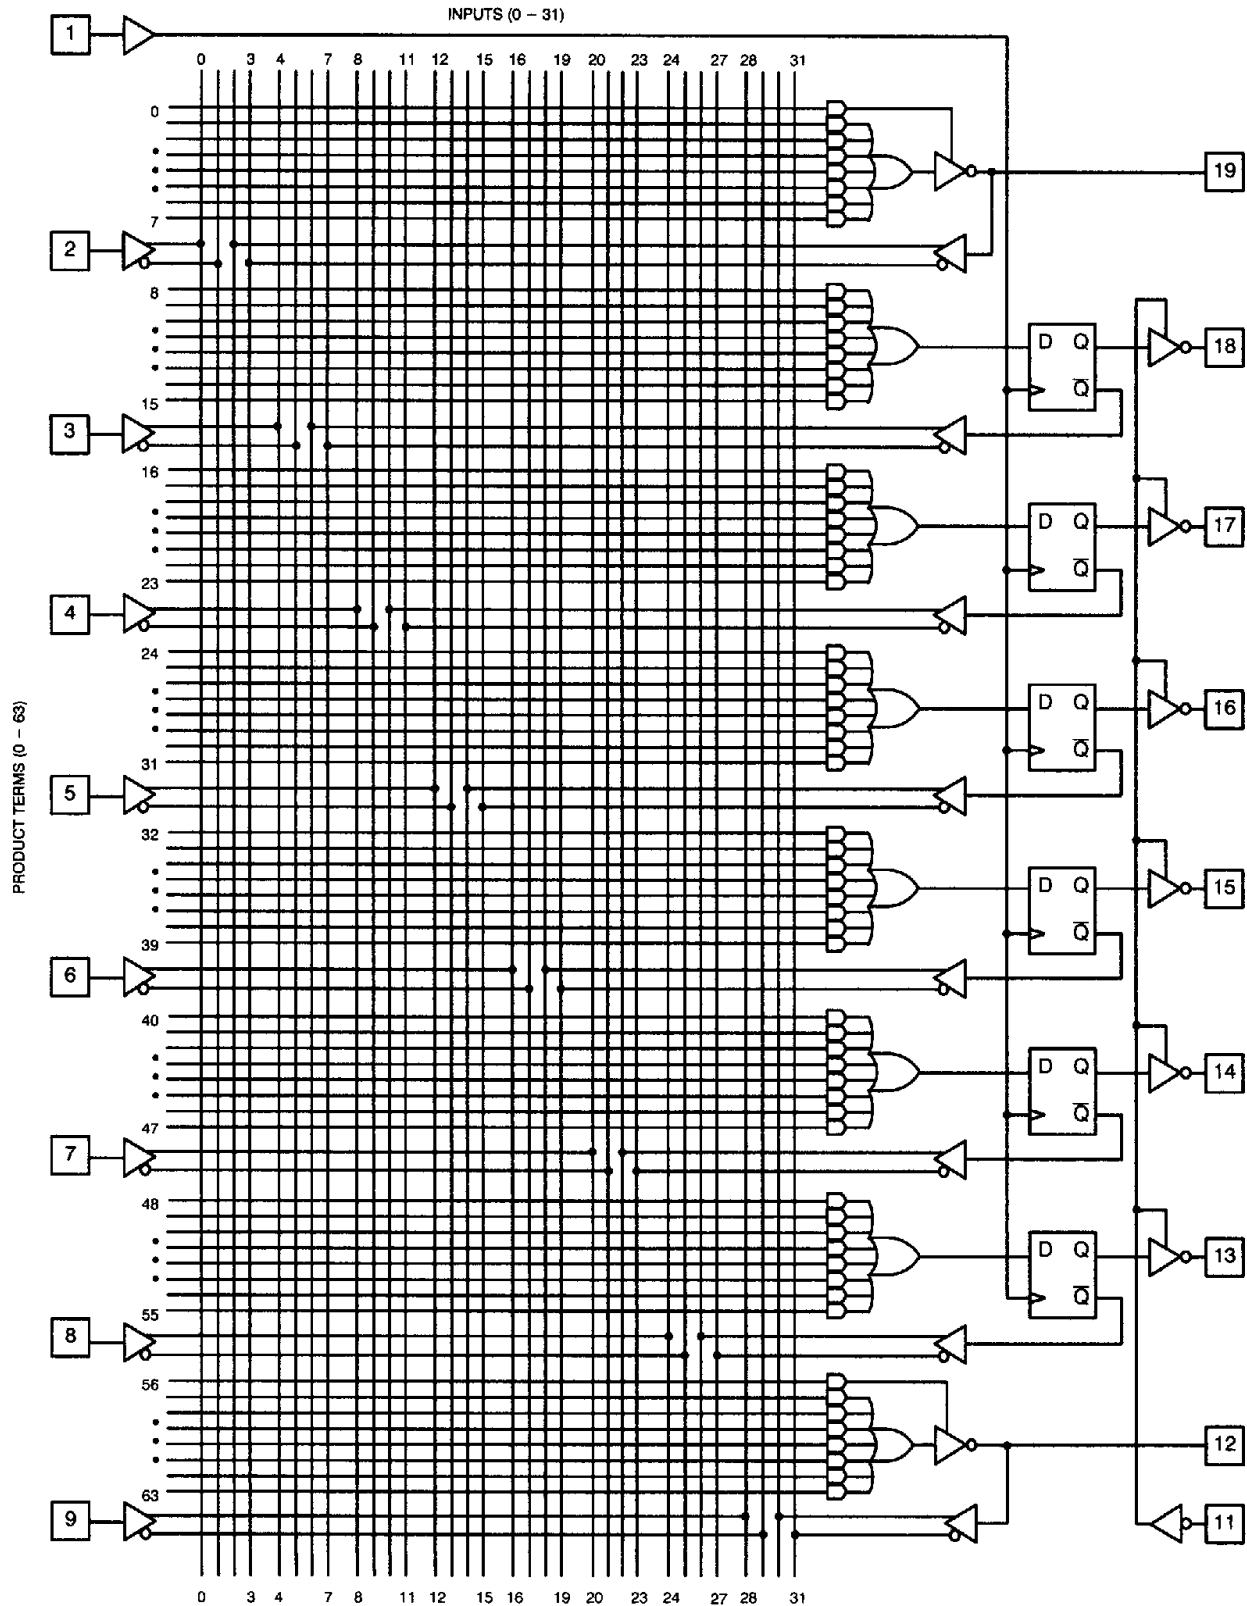 INPUTS (0 – 31)
1
0 3 4 7 8 11 12 15 16 19 20 23 24 27 28 31
0
19
7
2
8
D Q
18
Q̅
15
3
16
D Q
17
Q̅
23
4
24
D Q
16
Q̅
31
5
PRODUCT TERMS (0 – 63)
32
D Q
15
Q̅
39
6
40
D Q
14
Q̅
47
7
48
D Q
13
Q̅
55
8
56
12
63
9
11
0 3 4 7 8 11 12 15 16 19 20 23 24 27 28 31